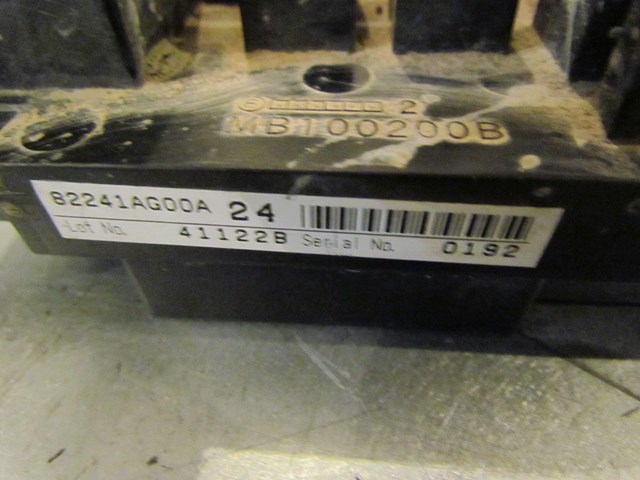 2
MB100200B
82241AG00A 24
Lot No. 41122B Serial No. 0192